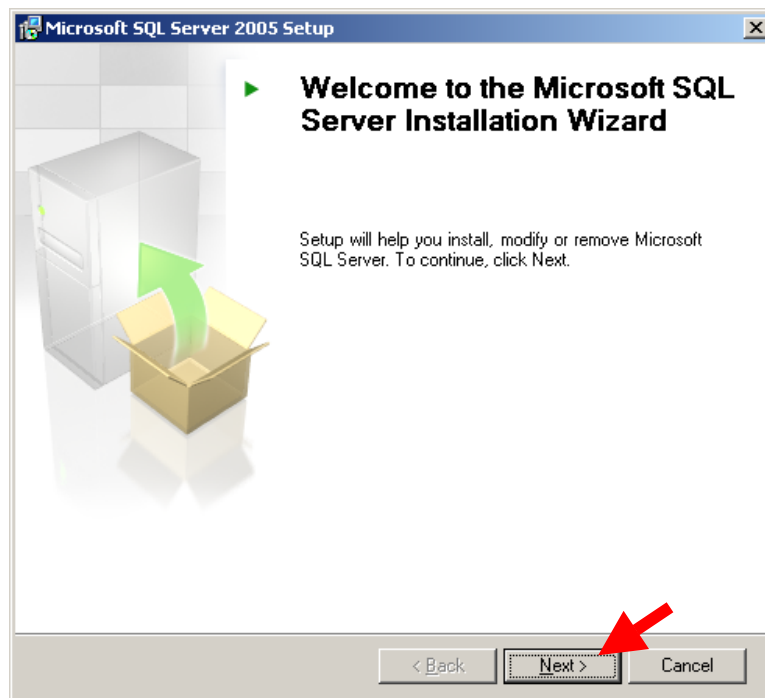 Microsoft SQL Server 2005 Setup
Welcome to the Microsoft SQL
Server Installation Wizard
Setup will help you install, modify or remove Microsoft
SQL Server. To continue, click Next.
< Back
Next >
Cancel